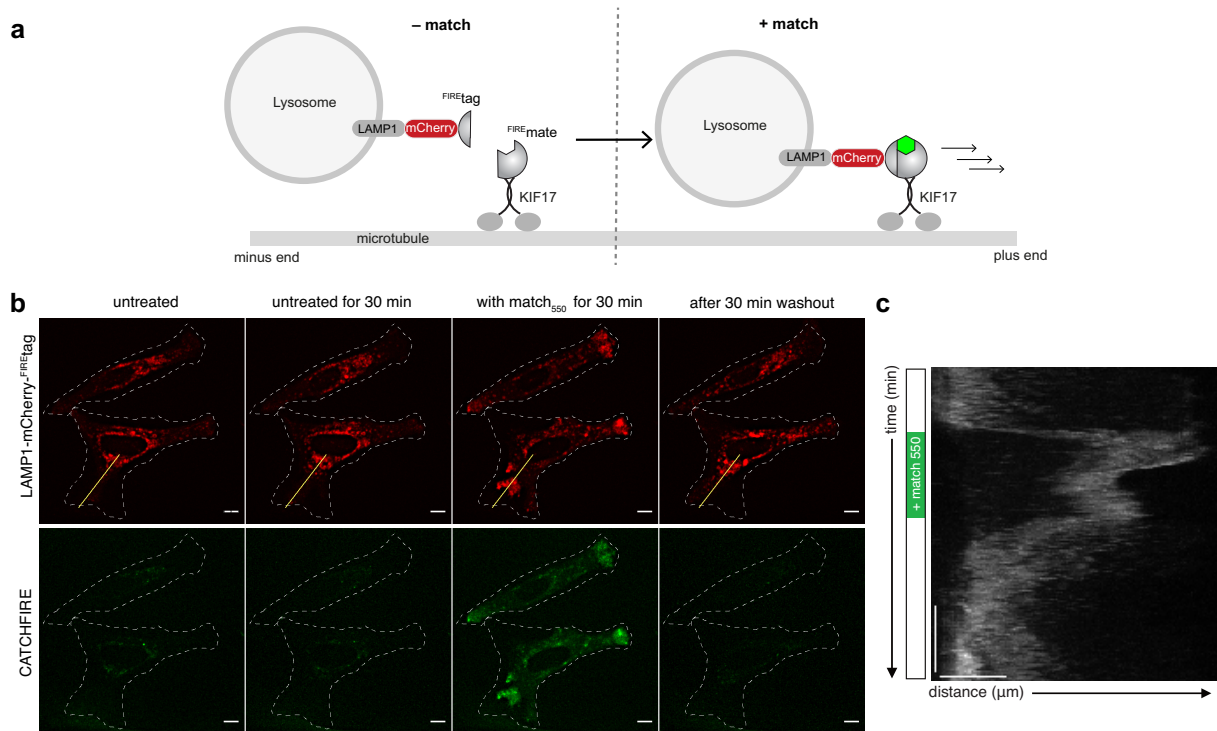 a
– match
+ match
Lysosome
FIREtag
LAMP1
mCherry
FIREmate
KIF17
microtubule
minus end
Lysosome
LAMP1
mCherry
KIF17
plus end
b
untreated
untreated for 30 min
with match550 for 30 min
after 30 min washout
LAMP1-mCherry-FIREtag
CATCHFIRE
c
time (min)
+ match 550
distance (μm)